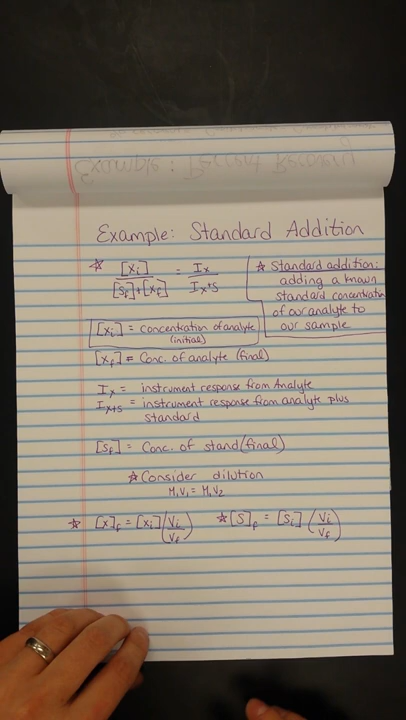 Example: Percent Recovery
Example: Standard Addition
☆ [Xi] / [Sf]+[Xf] = Ix / Ix+s
☆ Standard addition:
adding a known
standard concentration
of our analyte to
our sample
[Xi] = concentration of analyte
(initial)
[Xf] = Conc. of analyte (final)
Ix = instrument response from Analyte
Ix+s = instrument response from analyte plus
standard
[Sf] = Conc. of stand (final)
☆ Consider dilution
M₁V₁ = M₂V₂
☆ [X]f = [Xi] (Vi/Vf) ☆ [S]f = [Si] (Vi/Vf)